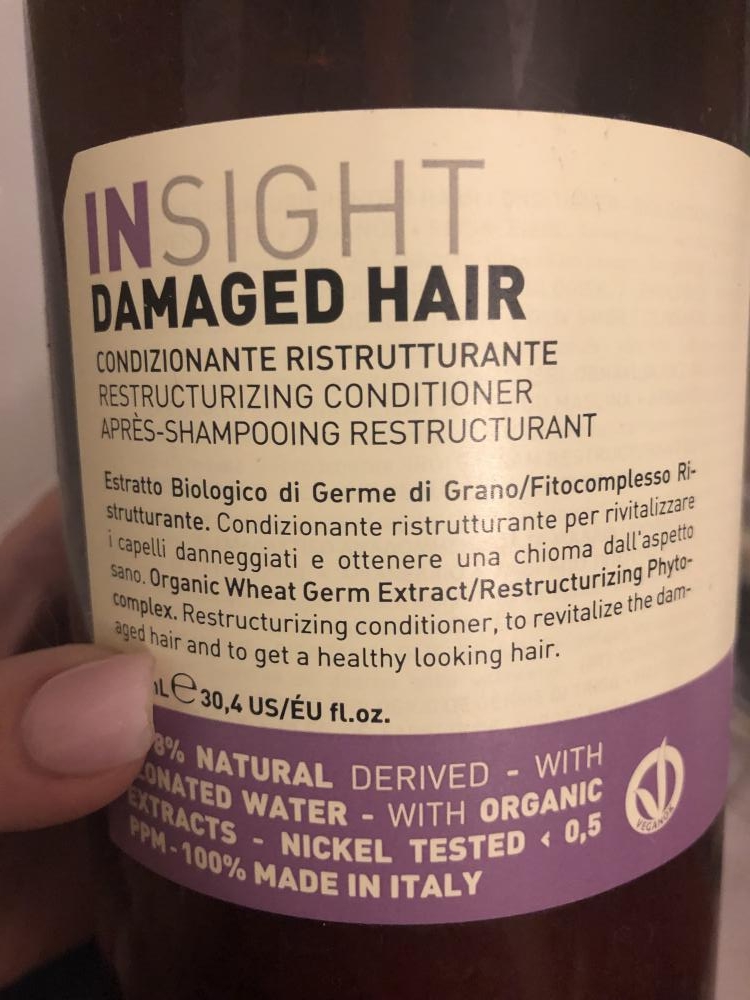 INSIGHT
DAMAGED HAIR
CONDIZIONANTE RISTRUTTURANTE
RESTRUCTURIZING CONDITIONER
APRÈS-SHAMPOOING RESTRUCTURANT
Estratto Biologico di Germe di Grano/Fitocomplesso Ri-
strutturante. Condizionante ristrutturante per rivitalizzare
i capelli danneggiati e ottenere una chioma dall'aspetto
sano. Organic Wheat Germ Extract/Restructurizing Phyto-
complex. Restructurizing conditioner, to revitalize the dam-
aged hair and to get a healthy looking hair.
℮ 30,4 US/ÉU fl.oz.
8% NATURAL DERIVED - WITH
ONATED WATER - WITH ORGANIC
EXTRACTS - NICKEL TESTED < 0,5
PPM - 100% MADE IN ITALY
VEGANOK